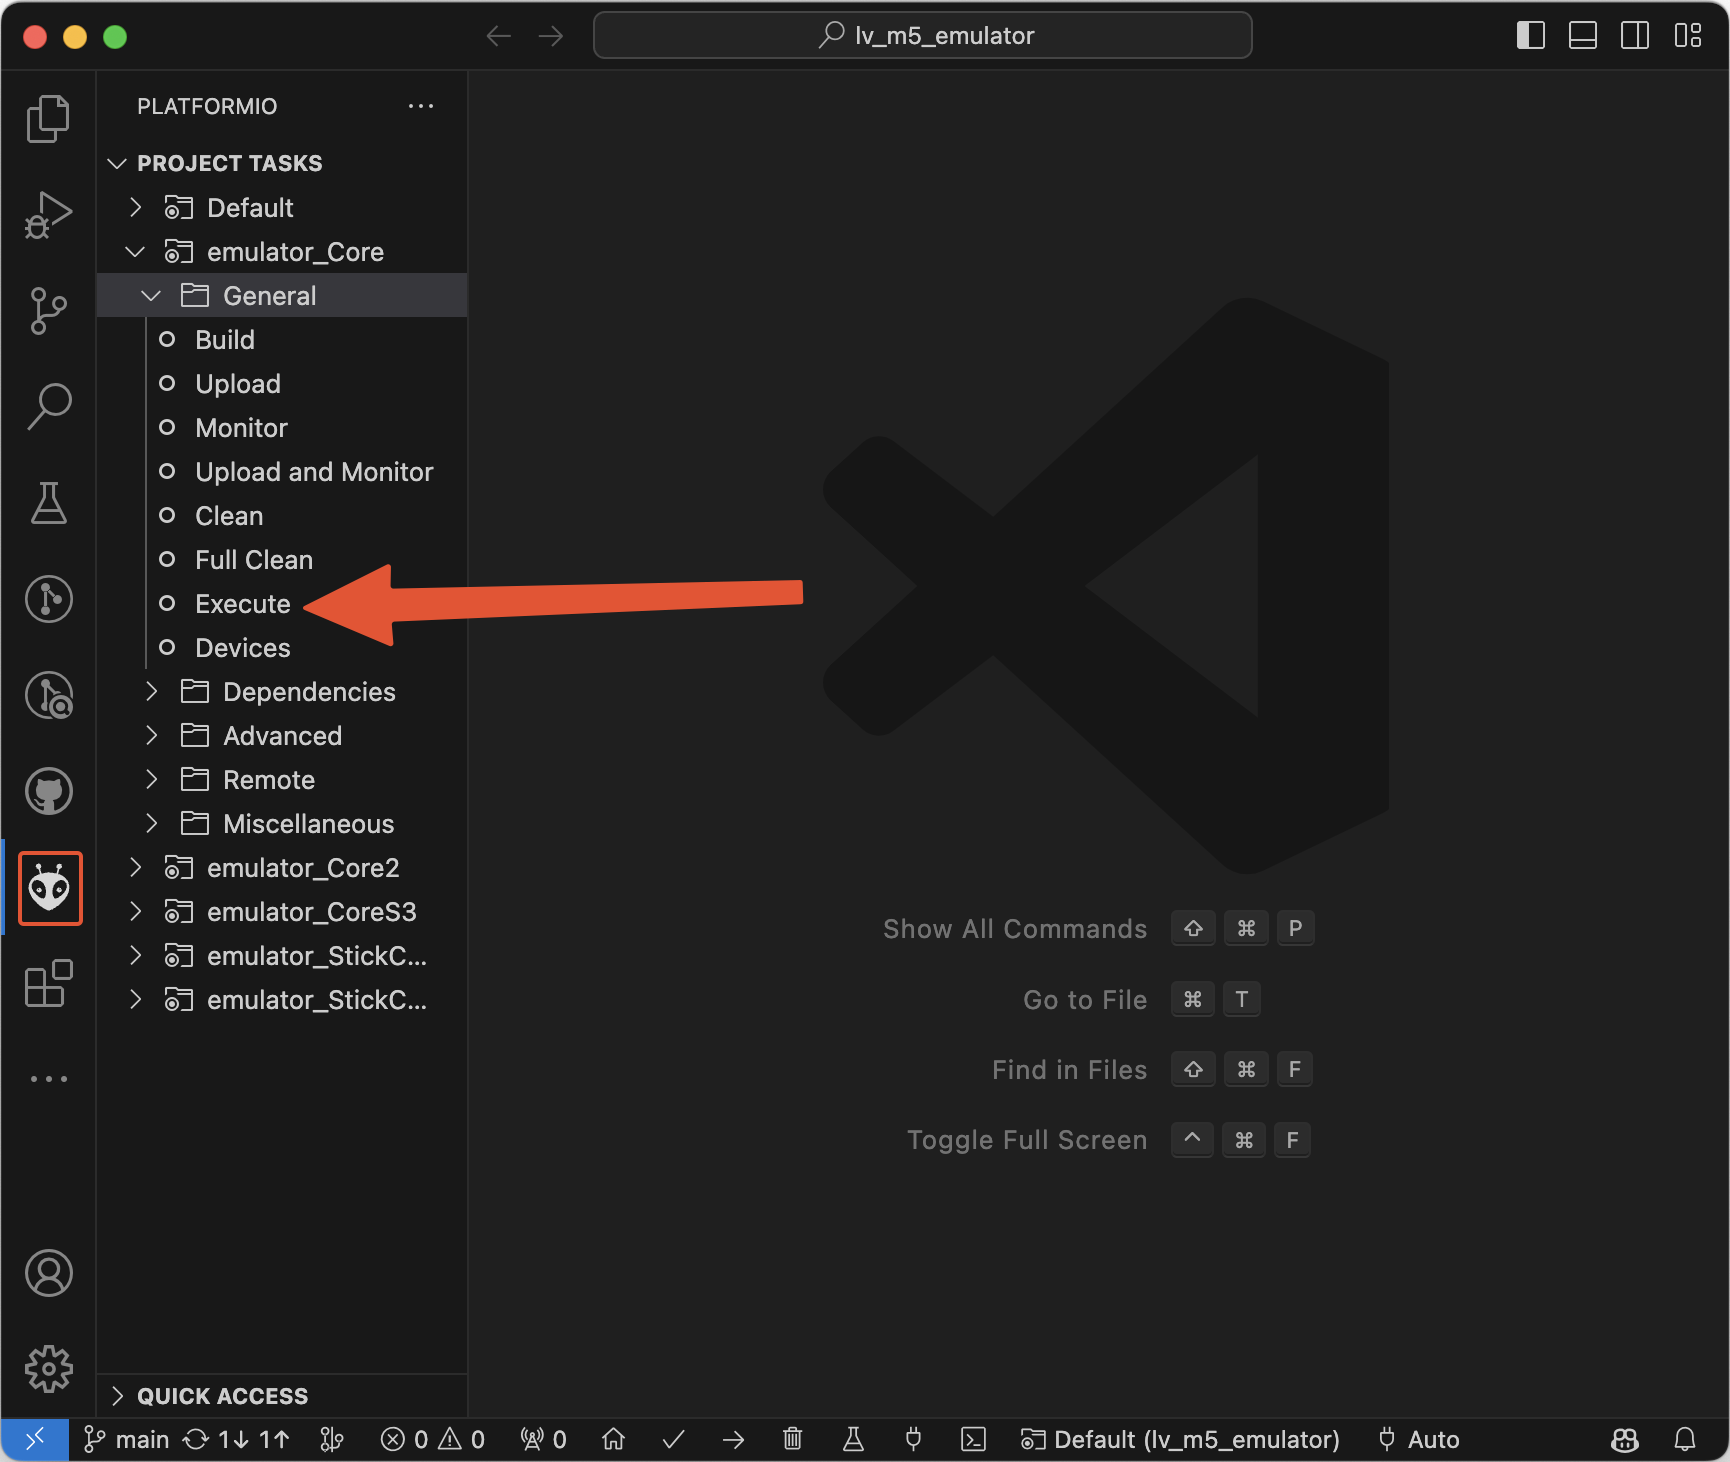 lv_m5_emulator
PLATFORMIO
PROJECT TASKS
Default
emulator_Core
General
Build
Upload
Monitor
Upload and Monitor
Clean
Full Clean
Execute
Devices
Dependencies
Advanced
Remote
Miscellaneous
emulator_Core2
emulator_CoreS3
emulator_StickC...
emulator_StickC...
Show All Commands ⇧ ⌘ P
Go to File ⌘ T
Find in Files ⇧ ⌘ F
Toggle Full Screen ^ ⌘ F
QUICK ACCESS
main 1↓ 1↑ 0 0 0 Default (lv_m5_emulator) Auto